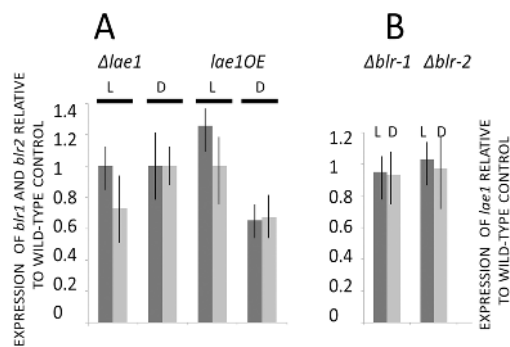 A
B
Δlae1
lae1OE
Δblr-1
Δblr-2
L
D
L
D
L D
L D
1.4
1.2
1
0.8
0.6
0.4
0.2
0
EXPRESSION OF blr1 AND blr2 RELATIVE
TO WILD-TYPE CONTROL
1.2
1
0.8
0.6
0.4
0.2
0
EXPRESSION OF lae1 RELATIVE
TO WILD-TYPE CONTROL